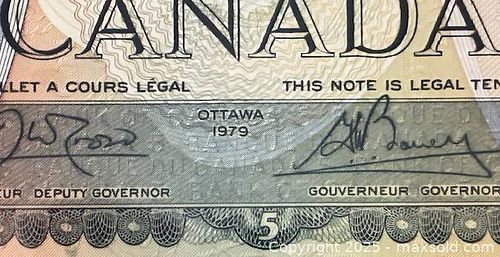 CANADA
LLET A COURS LÉGAL THIS NOTE IS LEGAL TEN
OTTAWA
1979
EUR DEPUTY GOVERNOR GOUVERNEUR GOVERNOR
5
Copyright 2025 - maxsold.com